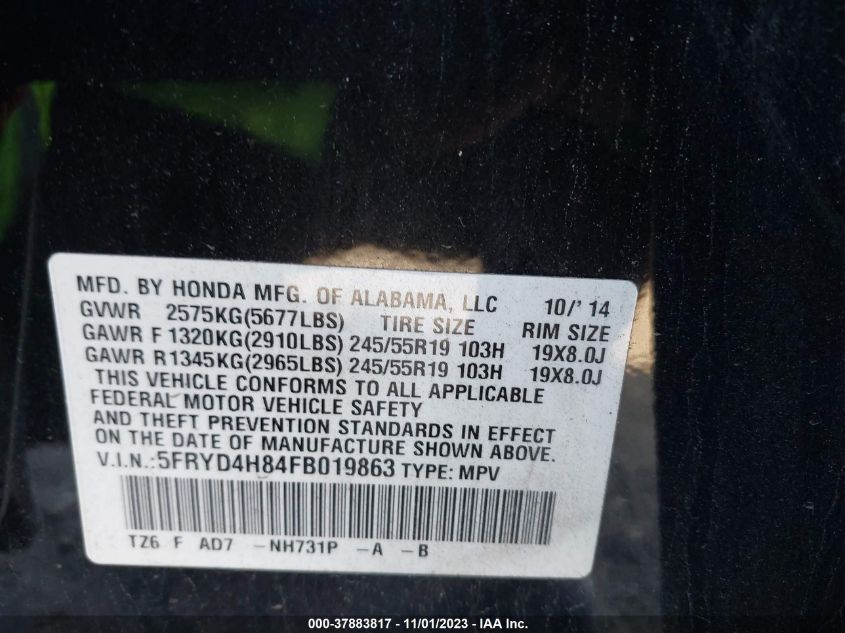 MFD. BY HONDA MFG. OF ALABAMA, LLC 10/' 14
GVWR 2575KG(5677LBS) TIRE SIZE RIM SIZE
GAWR F 1320KG(2910LBS) 245/55R19 103H 19X8.0J
GAWR R1345KG(2965LBS) 245/55R19 103H 19X8.0J
THIS VEHICLE CONFORMS TO ALL APPLICABLE
FEDERAL MOTOR VEHICLE SAFETY
AND THEFT PREVENTION STANDARDS IN EFFECT
ON THE DATE OF MANUFACTURE SHOWN ABOVE.
V.I.N.:5FRYD4H84FB019863 TYPE: MPV
TZ6 F AD7 -NH731P -A -B
000-37883817 - 11/01/2023 - IAA Inc.